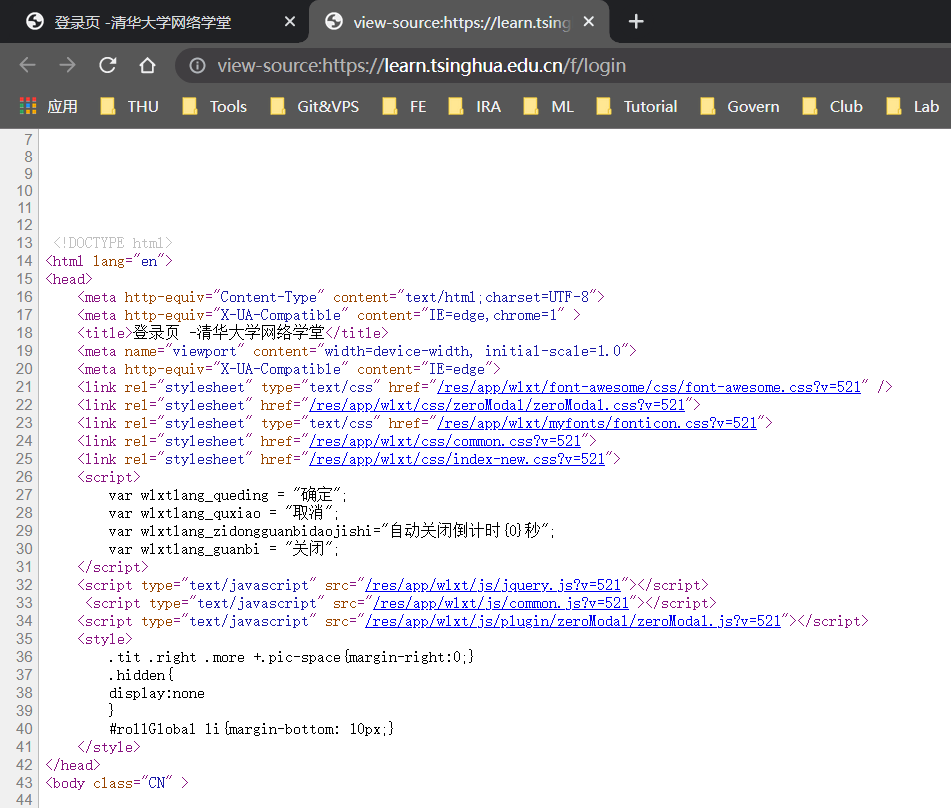 登录页 -清华大学网络学堂
view-source:https://learn.tsing
view-source:https://learn.tsinghua.edu.cn/f/login
应用 THU Tools Git&VPS FE IRA ML Tutorial Govern Club Lab
7
8
9
10
11
12
13 <!DOCTYPE html>
14 <html lang="en">
15 <head>
16 <meta http-equiv="Content-Type" content="text/html;charset=UTF-8">
17 <meta http-equiv="X-UA-Compatible" content="IE=edge,chrome=1" >
18 <title>登录页 -清华大学网络学堂</title>
19 <meta name="viewport" content="width=device-width, initial-scale=1.0">
20 <meta http-equiv="X-UA-Compatible" content="IE=edge">
21 <link rel="stylesheet" type="text/css" href="/res/app/wlxt/font-awesome/css/font-awesome.css?v=521" />
22 <link rel="stylesheet" href="/res/app/wlxt/css/zeroModal/zeroModal.css?v=521">
23 <link rel="stylesheet" type="text/css" href="/res/app/wlxt/myfonts/fonticon.css?v=521">
24 <link rel="stylesheet" href="/res/app/wlxt/css/common.css?v=521">
25 <link rel="stylesheet" href="/res/app/wlxt/css/index-new.css?v=521">
26 <script>
27 var wlxtlang_queding = "确定";
28 var wlxtlang_quxiao = "取消";
29 var wlxtlang_zidongguanbidaojishi="自动关闭倒计时{0}秒";
30 var wlxtlang_guanbi = "关闭";
31 </script>
32 <script type="text/javascript" src="/res/app/wlxt/js/jquery.js?v=521"></script>
33 <script type="text/javascript" src="/res/app/wlxt/js/common.js?v=521"></script>
34 <script type="text/javascript" src="/res/app/wlxt/js/plugin/zeroModal/zeroModal.js?v=521"></script>
35 <style>
36 .tit .right .more +.pic-space{margin-right:0;}
37 .hidden{
38 display:none
39 }
40 #rollGlobal li{margin-bottom: 10px;}
41 </style>
42 </head>
43 <body class="CN" >
44